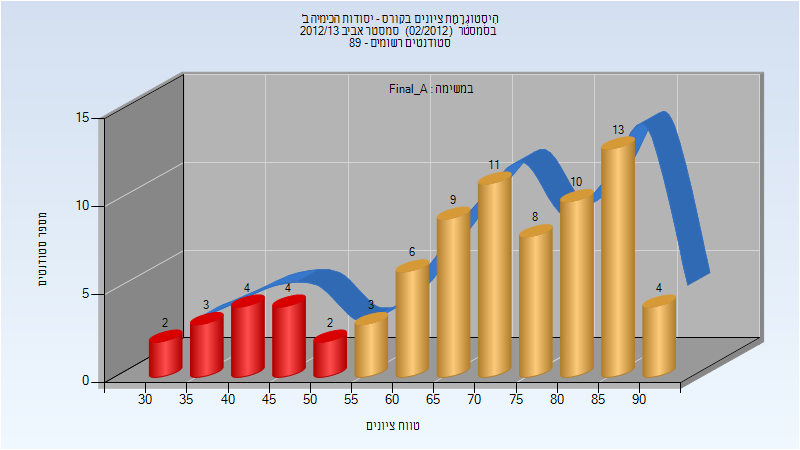 היסטוגרמת ציונים בקורס - יסודות הכימיה ב'
בסמסטר (02/2012) סמסטר אביב 2012/13
סטודנטים רשומים - 89
במשימה : Final_A
15
10
5
0
מספר סטודנטים
2
3
4
4
2
3
6
9
11
8
10
13
4
30 35 40 45 50 55 60 65 70 75 80 85 90
טווח ציונים